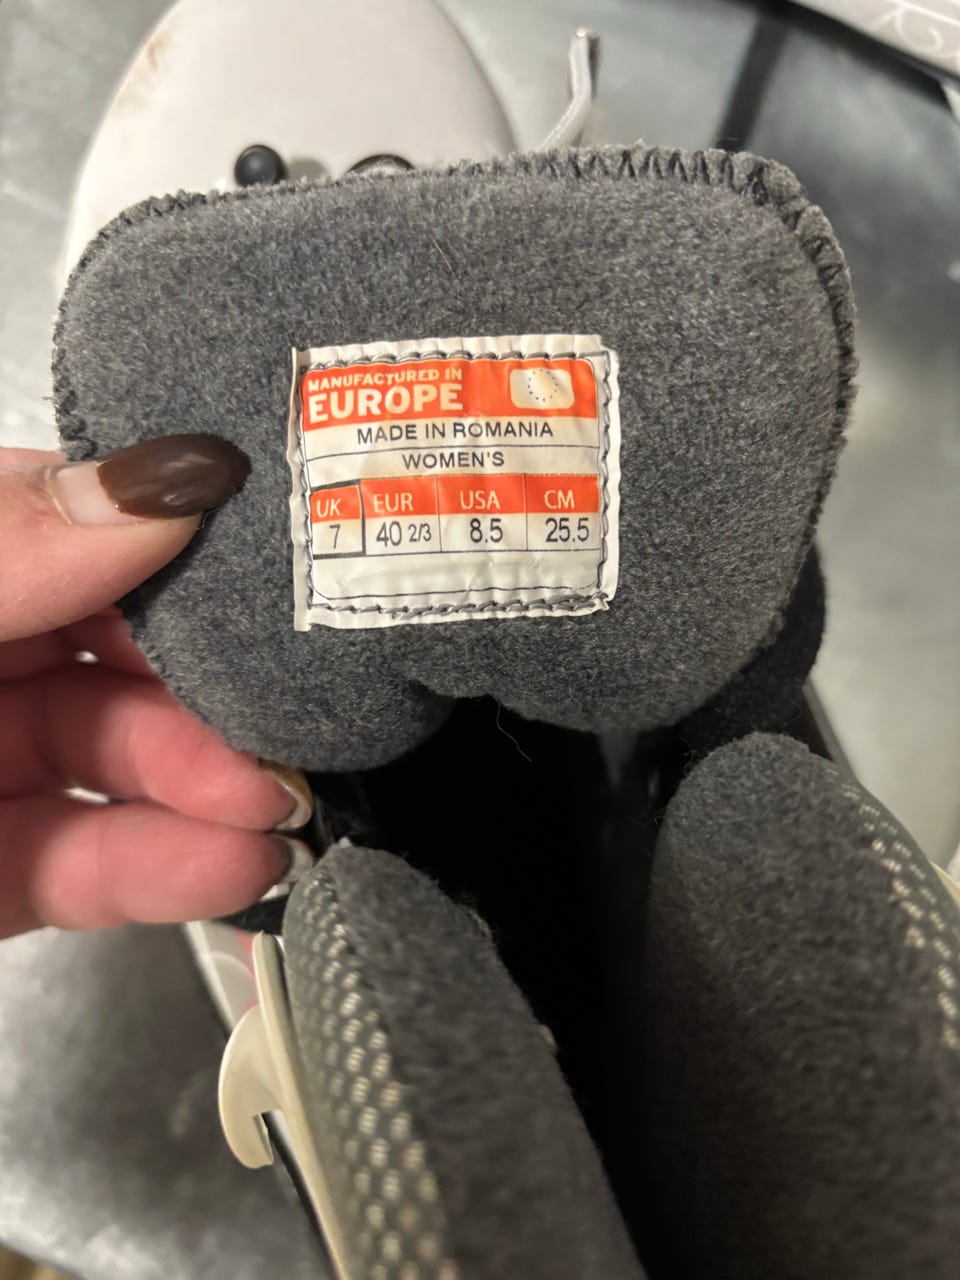 MANUFACTURED IN
EUROPE
MADE IN ROMANIA
WOMEN'S
UK EUR USA CM
7 40 2/3 8.5 25.5